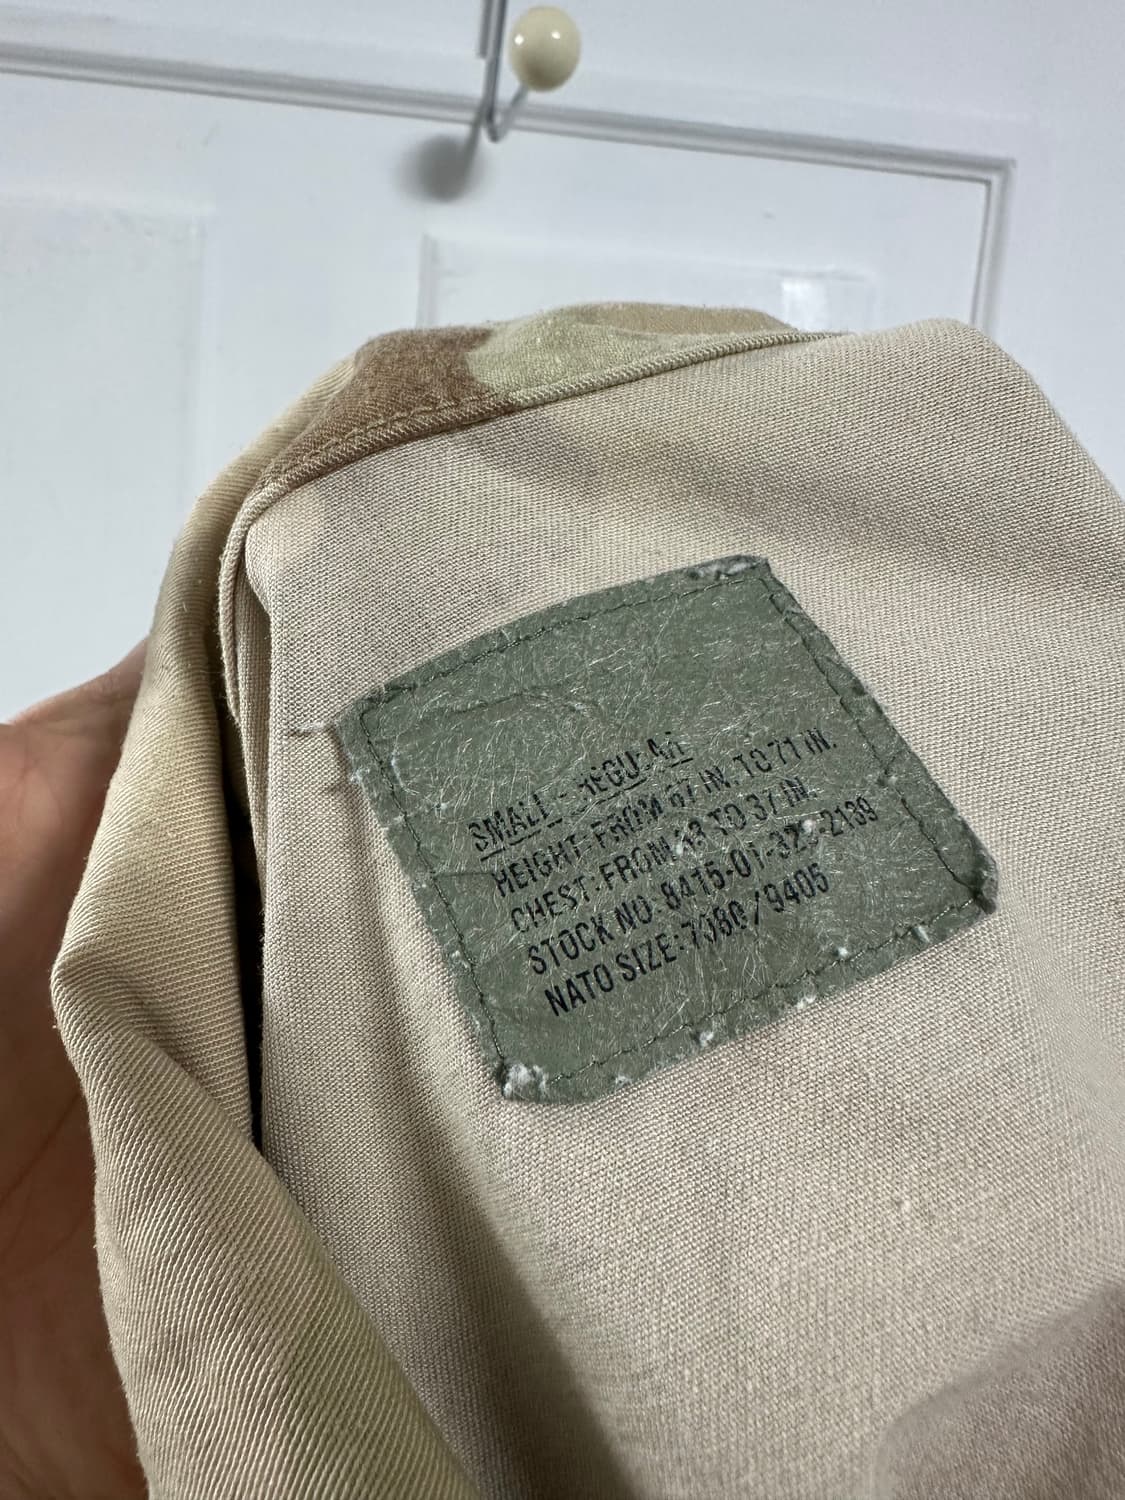 SMALL - REGULAR
HEIGHT: FROM 67 IN. TO 71 IN.
CHEST: FROM TO 37 IN.
STOCK NO. 8415-01-327-2139
NATO SIZE: 7080/9405